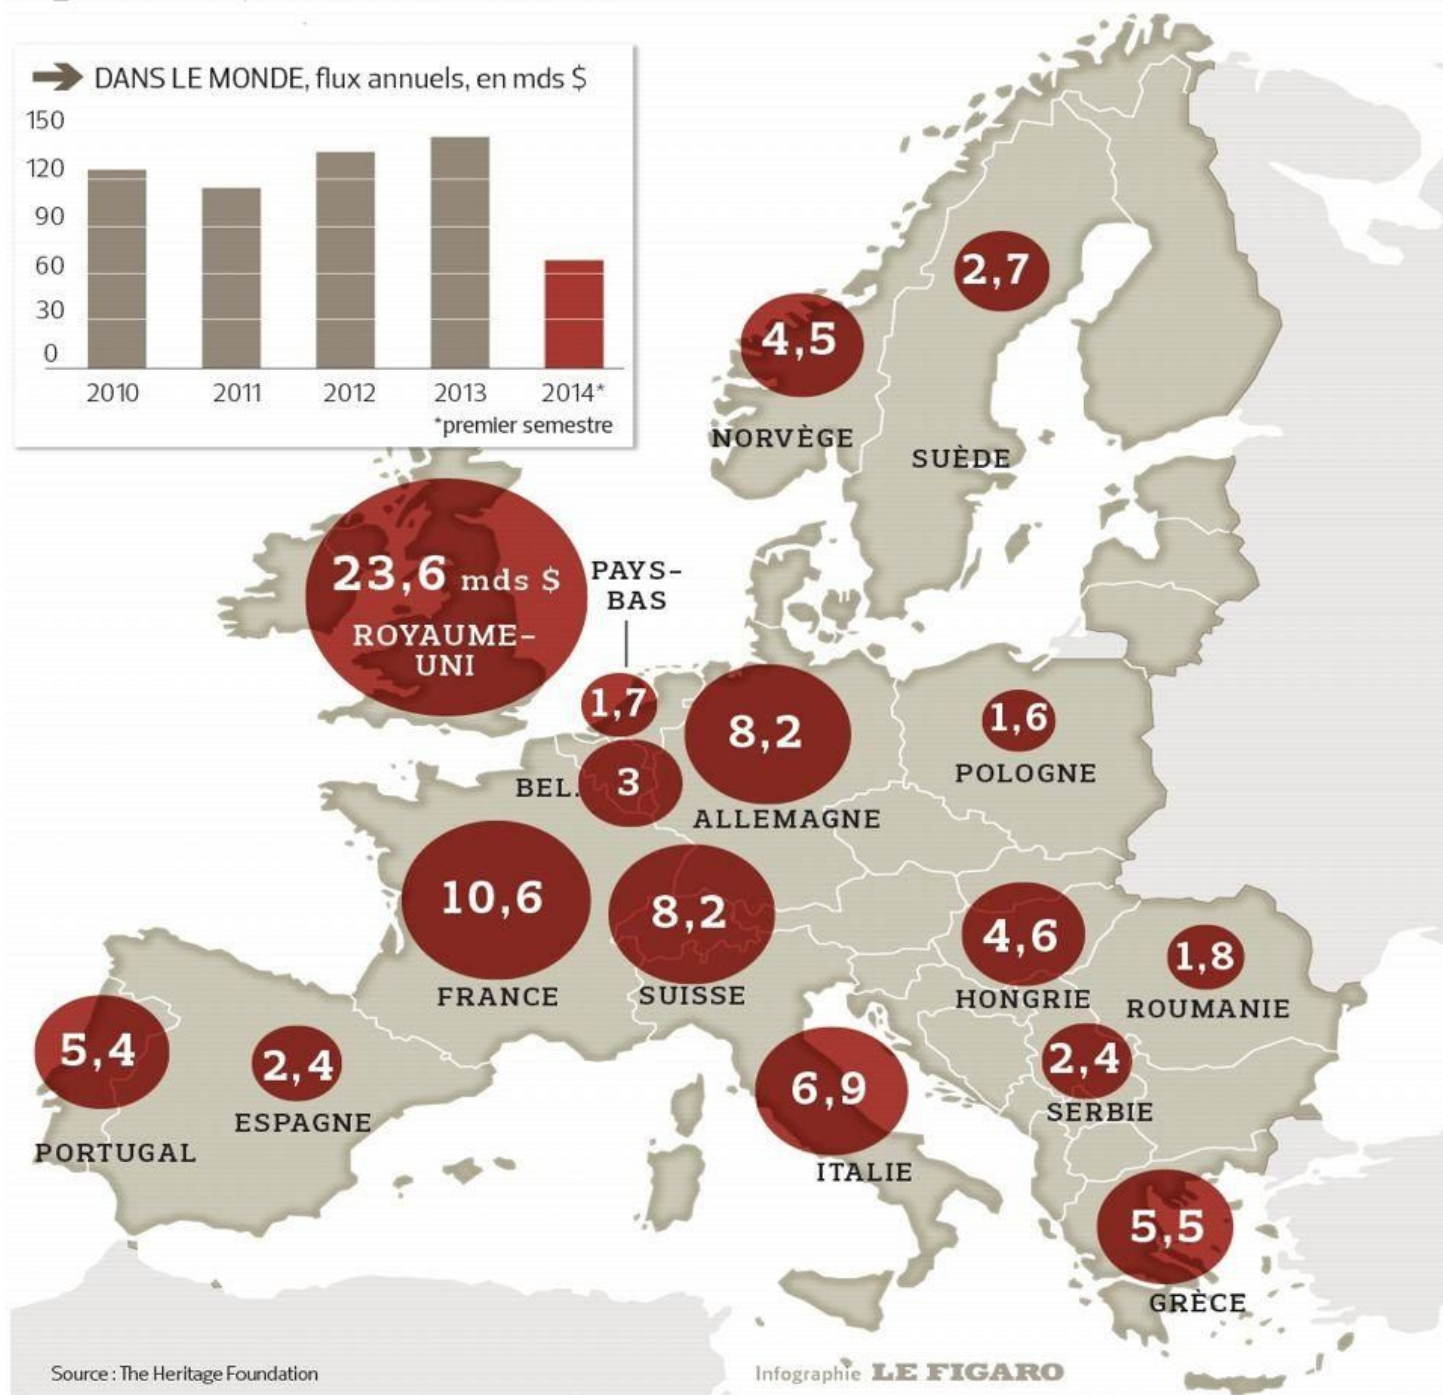 DANS LE MONDE, flux annuels, en mds $
150
120
90
60
30
0
2010 2011 2012 2013 2014*
*premier semestre
2,7
4,5
NORVÈGE
SUÈDE
23,6 mds $
ROYAUME-
UNI
PAYS-
BAS
1,7
8,2
1,6
POLOGNE
BEL. 3
ALLEMAGNE
10,6
8,2
4,6
1,8
FRANCE
SUISSE
HONGRIE
ROUMANIE
5,4
2,4
6,9
2,4
SERBIE
ESPAGNE
PORTUGAL
ITALIE
5,5
GRÈCE
Source : The Heritage Foundation
Infographie LE FIGARO